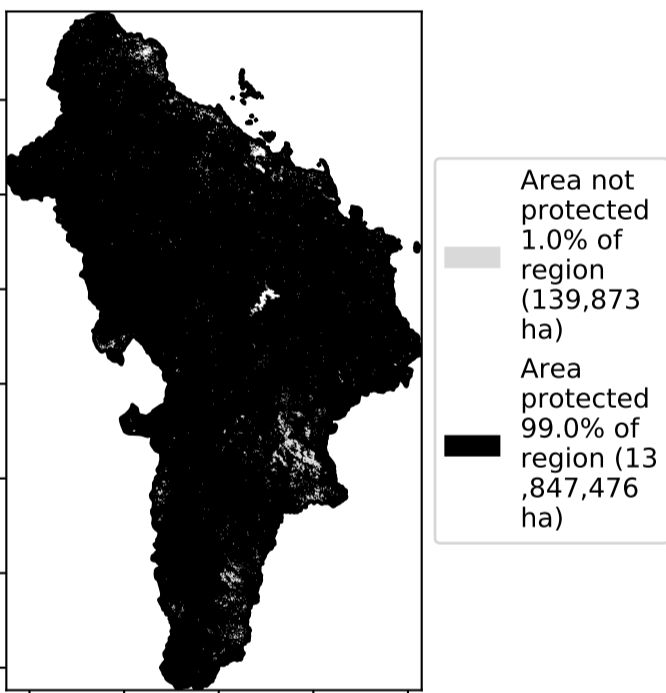 Area not
protected
1.0% of
region
(139,873
ha)
Area
protected
99.0% of
region (13
,847,476
ha)